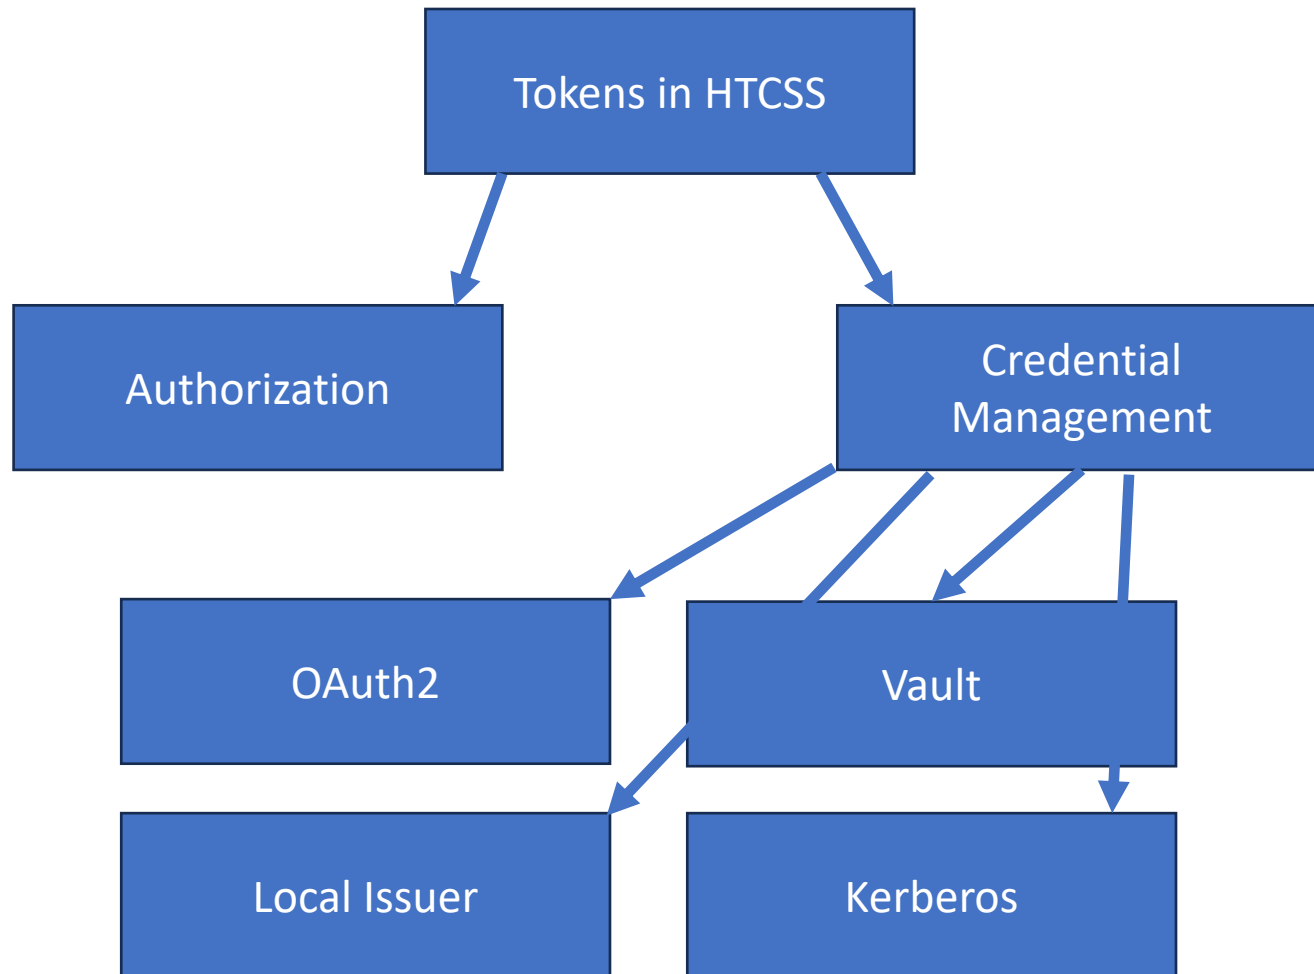 Tokens in HTCSS
Authorization
Credential
Management
OAuth2
Vault
Local Issuer
Kerberos